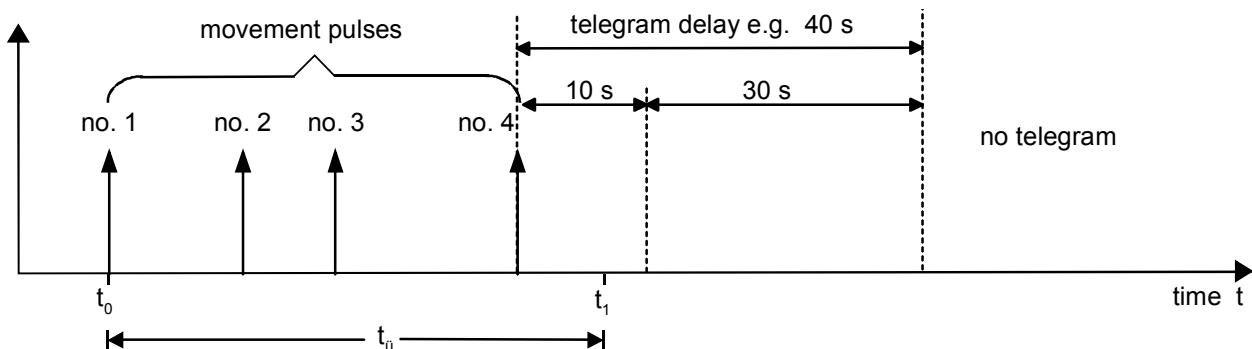 movement pulses
telegram delay e.g. 40 s
10 s
30 s
no. 1
no. 2
no. 3
no. 4
no telegram
t₀
t₁
time t
tü